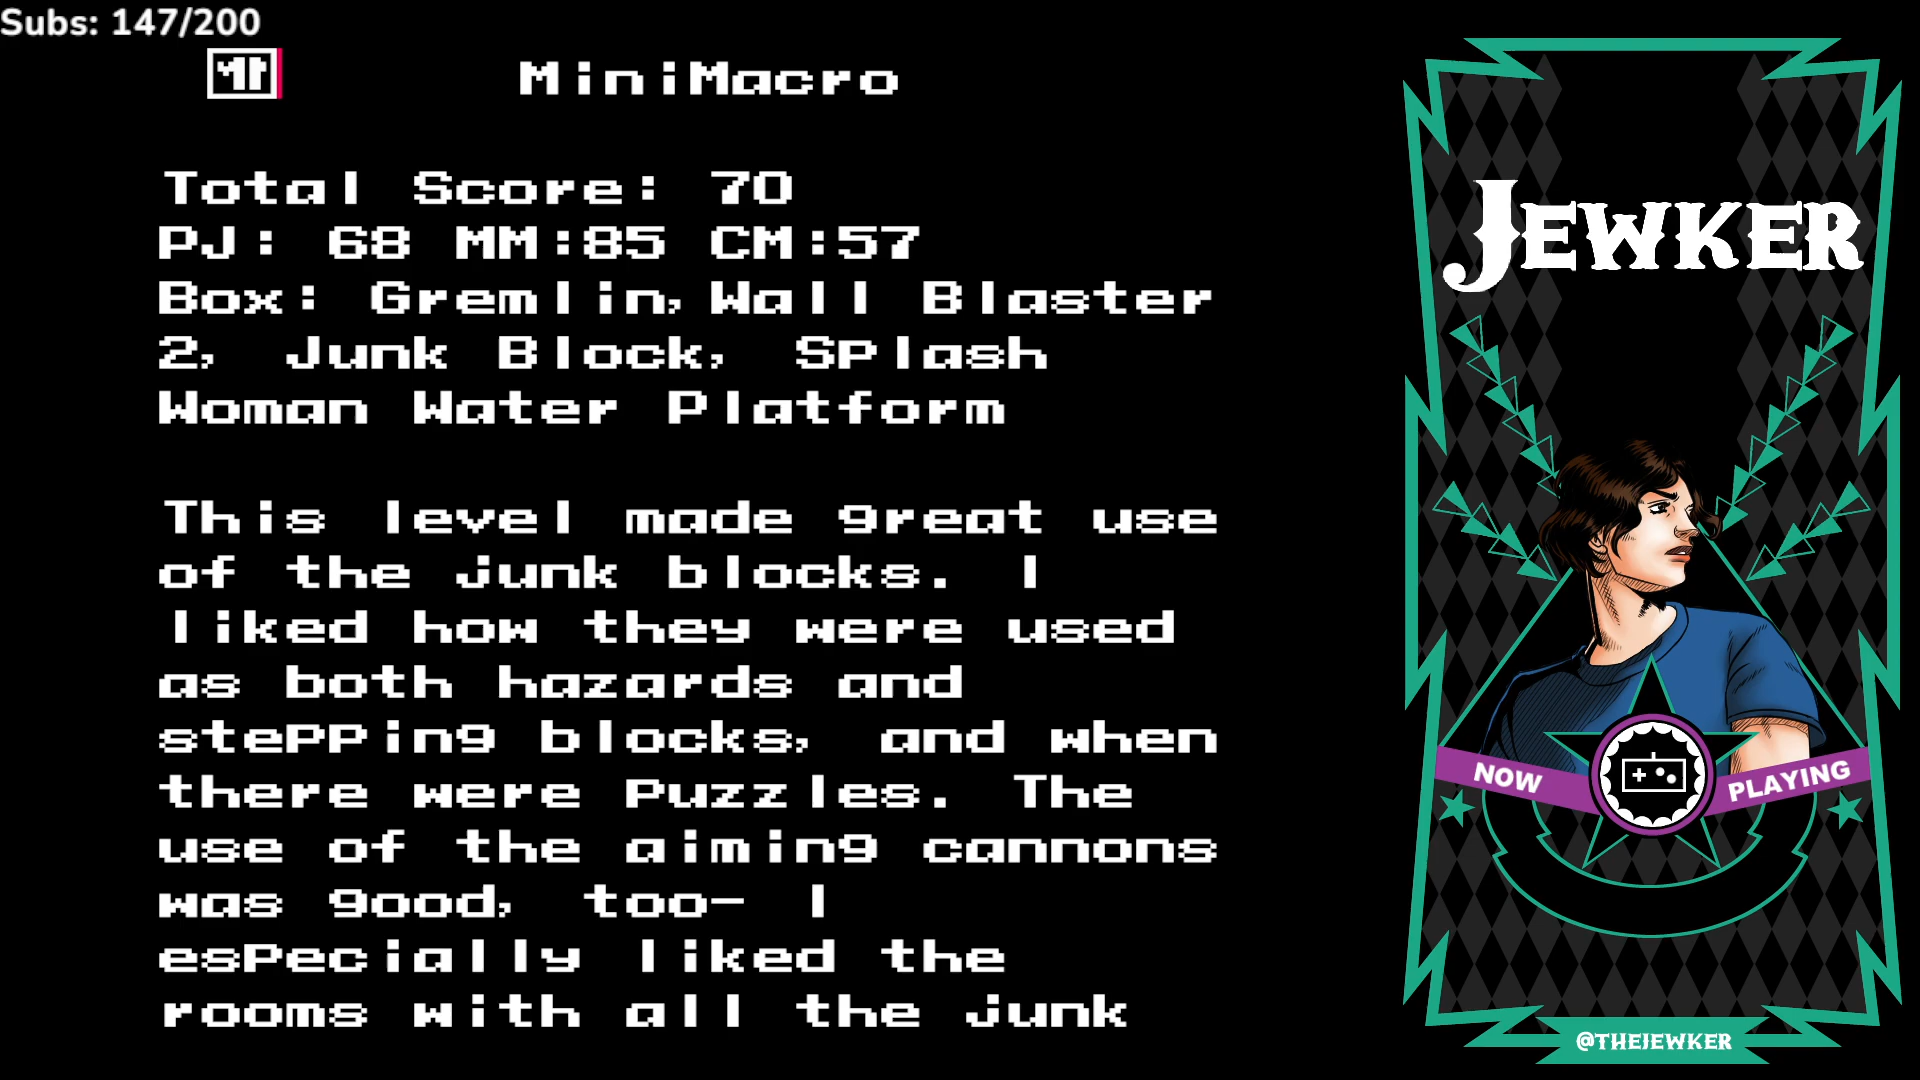 Subs: 147/200
MiniMacro
Total Score: 70
PJ: 68 MM:85 CM:57
Box: Gremlin, Wall Blaster
2, Junk Block, Splash
Woman Water Platform
This level made great use
of the junk blocks. I
liked how they were used
as both hazards and
stepping blocks, and when
there were puzzles. The
use of the aiming cannons
was good, too- I
especially liked the
rooms with all the junk
JEWKER
NOW PLAYING
@THEJEWKER